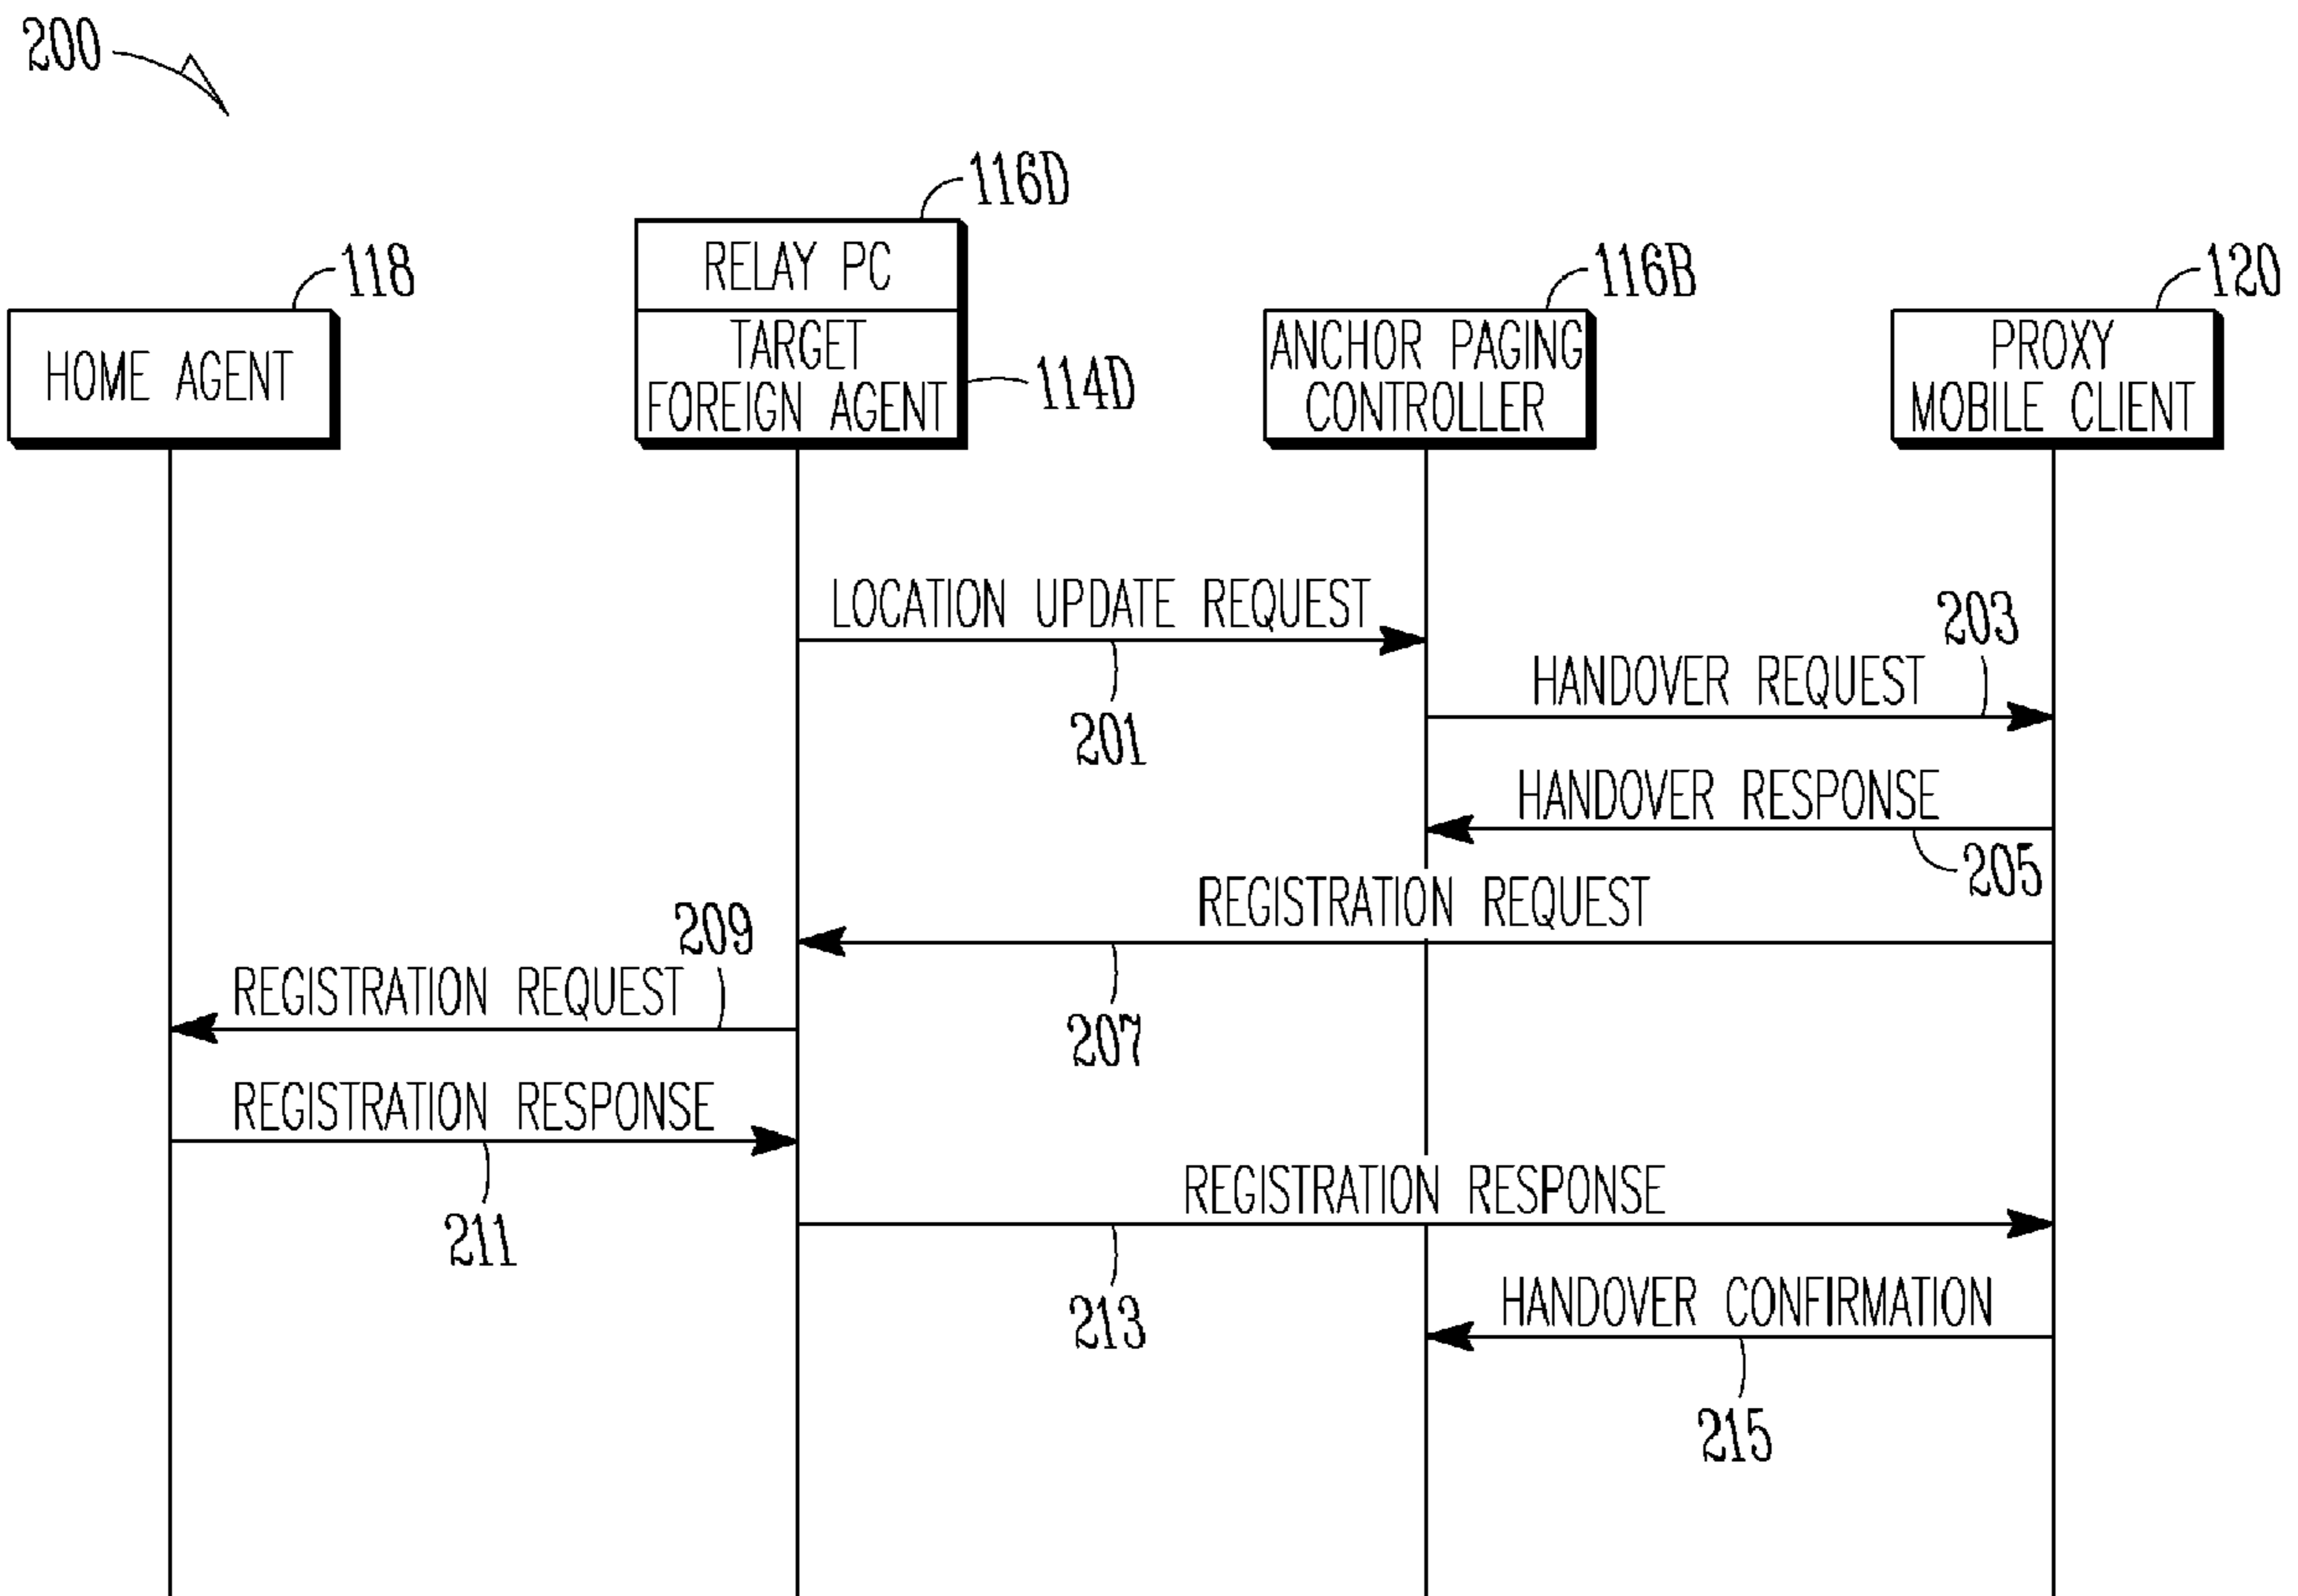 200
116D
118
116B
120
RELAY PC
HOME AGENT
TARGET
FOREIGN AGENT
114D
ANCHOR PAGING
CONTROLLER
PROXY
MOBILE CLIENT
LOCATION UPDATE REQUEST
201
203
HANDOVER REQUEST
HANDOVER RESPONSE
205
REGISTRATION REQUEST
207
209
REGISTRATION REQUEST
REGISTRATION RESPONSE
211
REGISTRATION RESPONSE
213
HANDOVER CONFIRMATION
215